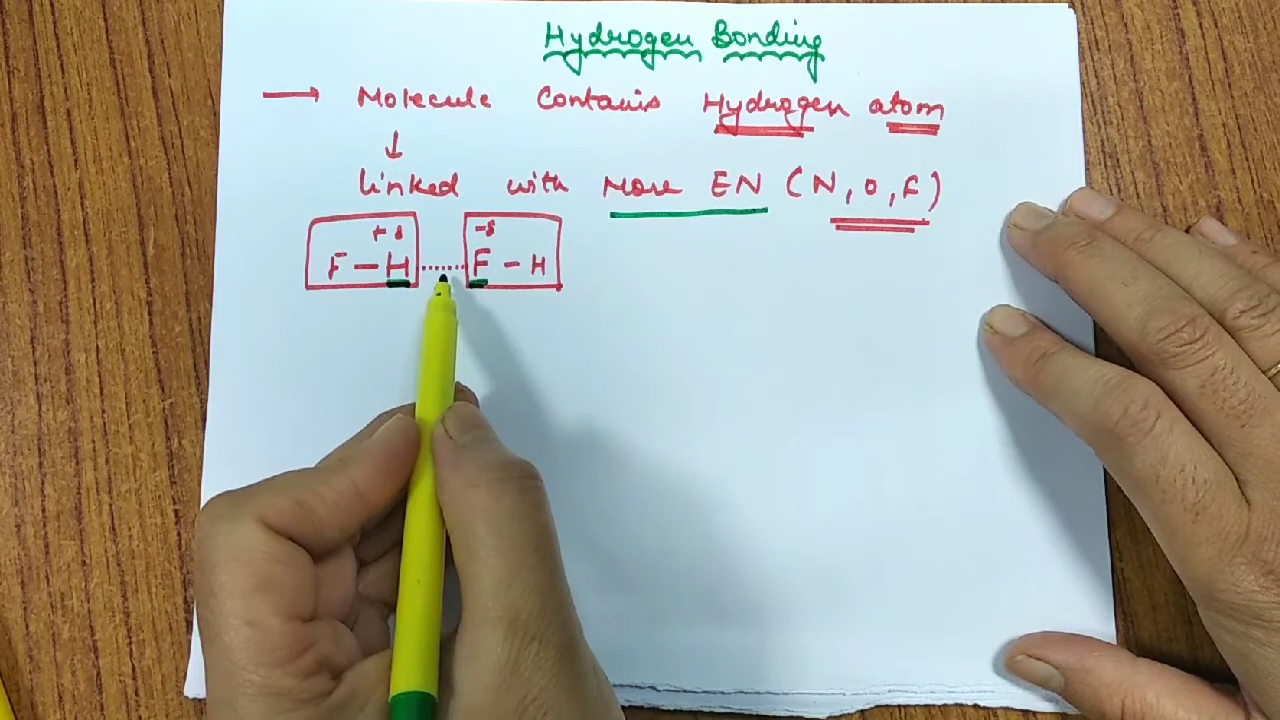 Hydrogen Bonding
→ Molecule Contains Hydrogen atom
↓
linked with More EN (N, O, F)
+δ -δ
F – H ...... F – H